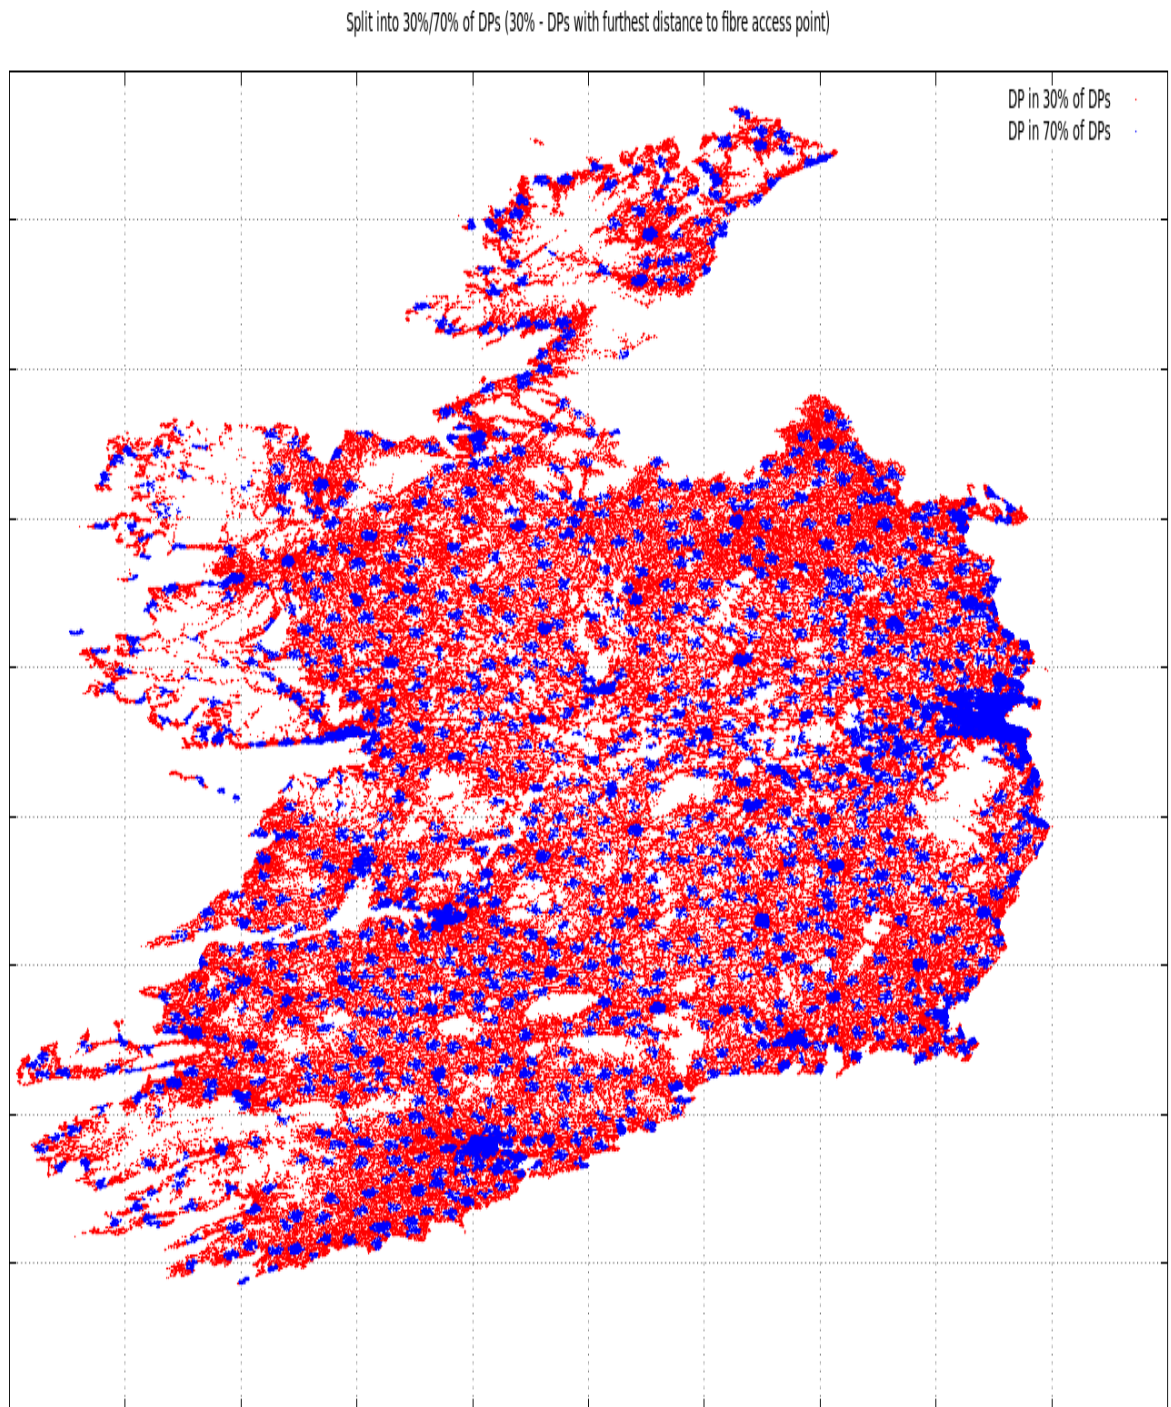 Split into 30%/70% of DPs (30% - DPs with furthest distance to fibre access point)
DP in 30% of DPs
DP in 70% of DPs